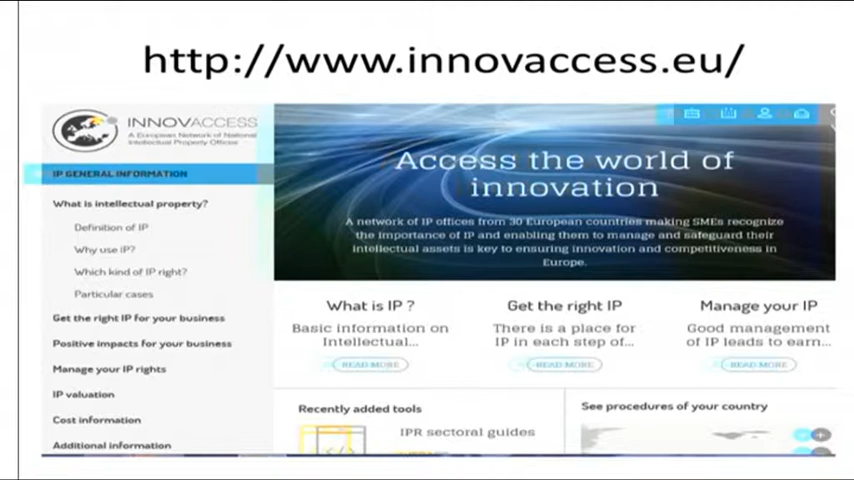 http://www.innovaccess.eu/
INNOVACCESS
A European Network of National
Intellectual Property Offices
IP GENERAL INFORMATION
What is intellectual property?
Definition of IP
Why use IP?
Which kind of IP right?
Particular cases
Get the right IP for your business
Positive impacts for your business
Manage your IP rights
IP valuation
Cost information
Additional information
Access the world of
innovation
A network of IP offices from 30 European countries making SMEs recognize
the importance of IP and enabling them to manage and safeguard their
intellectual assets is key to ensuring innovation and competitiveness in
Europe.
What is IP ?
Basic information on
Intellectual...
READ MORE
Get the right IP
There is a place for
IP in each step of...
READ MORE
Manage your IP
Good management
of IP leads to earn...
READ MORE
Recently added tools
IPR sectoral guides
See procedures of your country